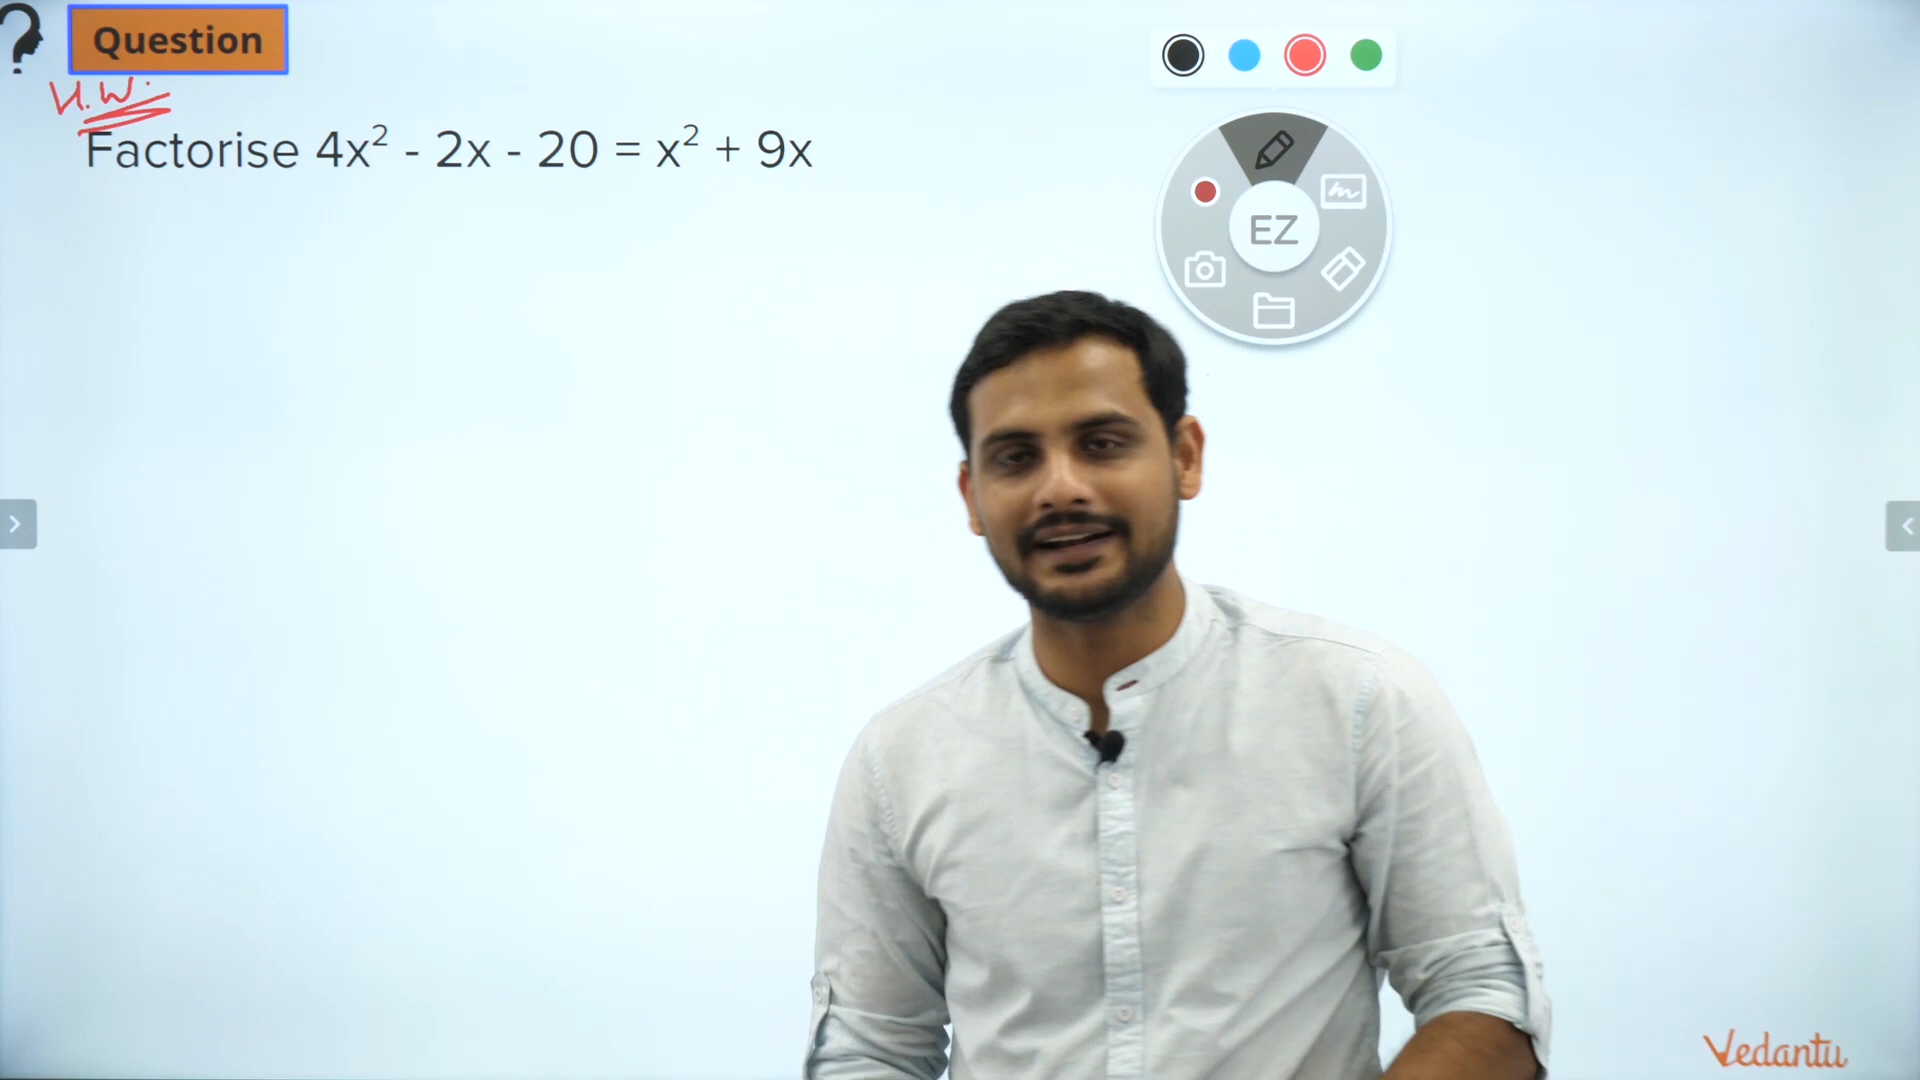 Question
H.W.
Factorise 4x² - 2x - 20 = x² + 9x
EZ
Vedantu